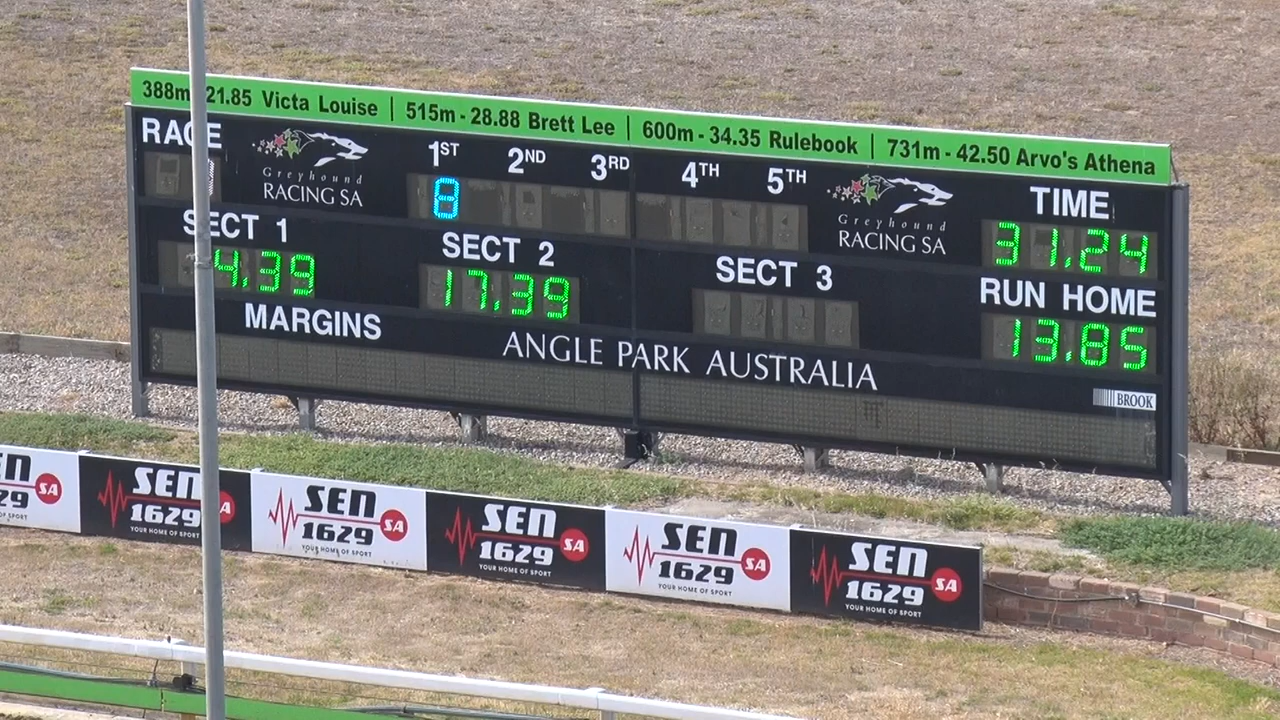 388m 21.85 Victa Louise | 515m - 28.88 Brett Lee | 600m - 34.35 Rulebook | 731m - 42.50 Arvo's Athena
RACE
Greyhound
RACING SA
1ST 2ND 3RD 4TH 5TH
8
Greyhound
RACING SA
TIME
31.24
SECT 1
4.39
SECT 2
17.39
SECT 3
RUN HOME
13.85
MARGINS
ANGLE PARK AUSTRALIA
BROOK
EN
29 SA
SEN
1629 A
YOUR HOME OF SPORT
SEN
1629 SA
YOUR HOME OF SPORT
SEN
1629 SA
YOUR HOME OF SPORT
SEN
1629 SA
YOUR HOME OF SPORT
SEN
1629 SA
YOUR HOME OF SPORT